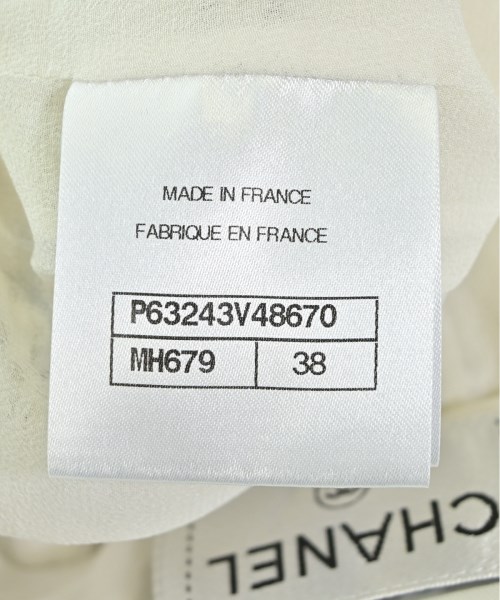 MADE IN FRANCE
FABRIQUE EN FRANCE
P63243V48670
MH679 38
CHANEL